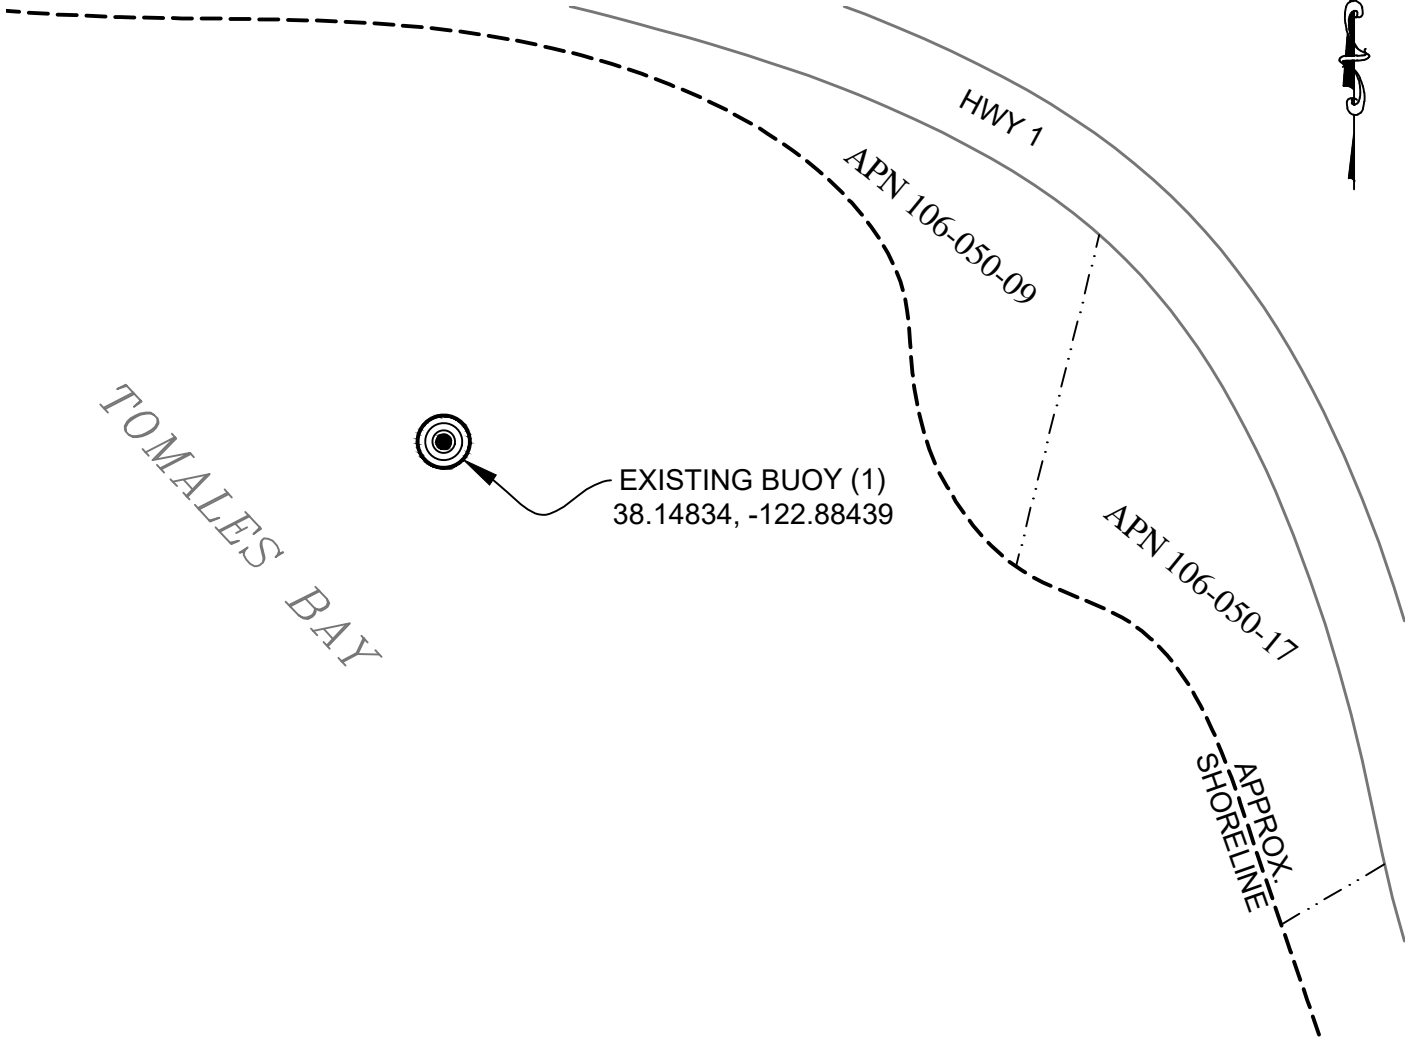 HWY 1
APN 106-050-09
TOMALES BAY
EXISTING BUOY (1)
38.14834, -122.88439
APN 106-050-17
APPROX.
SHORELINE